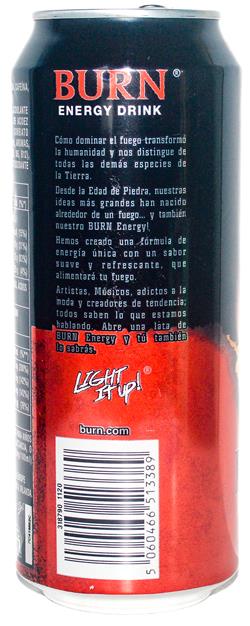 BURN®
ENERGY DRINK
Cómo dominar el fuego transformó
la humanidad y nos distingue de
todas las demás especies de
la Tierra.
Desde la Edad de Piedra, nuestras
ideas más grandes han nacido
alrededor de un fuego... y también
nuestro BURN Energy!
Hemos creado una fórmula de
energía única con un sabor
suave y refrescante, que
alimentará tu fuego.
Artistas, Músicos, adictos a la
moda y creadores de tendencia;
todos saben lo que estamos
hablando. Abre una lata de
BURN Energy y tú también
lo sabrás.
LIGHT
IT UP!®
burn.com
318790 1120
5 060466 513389